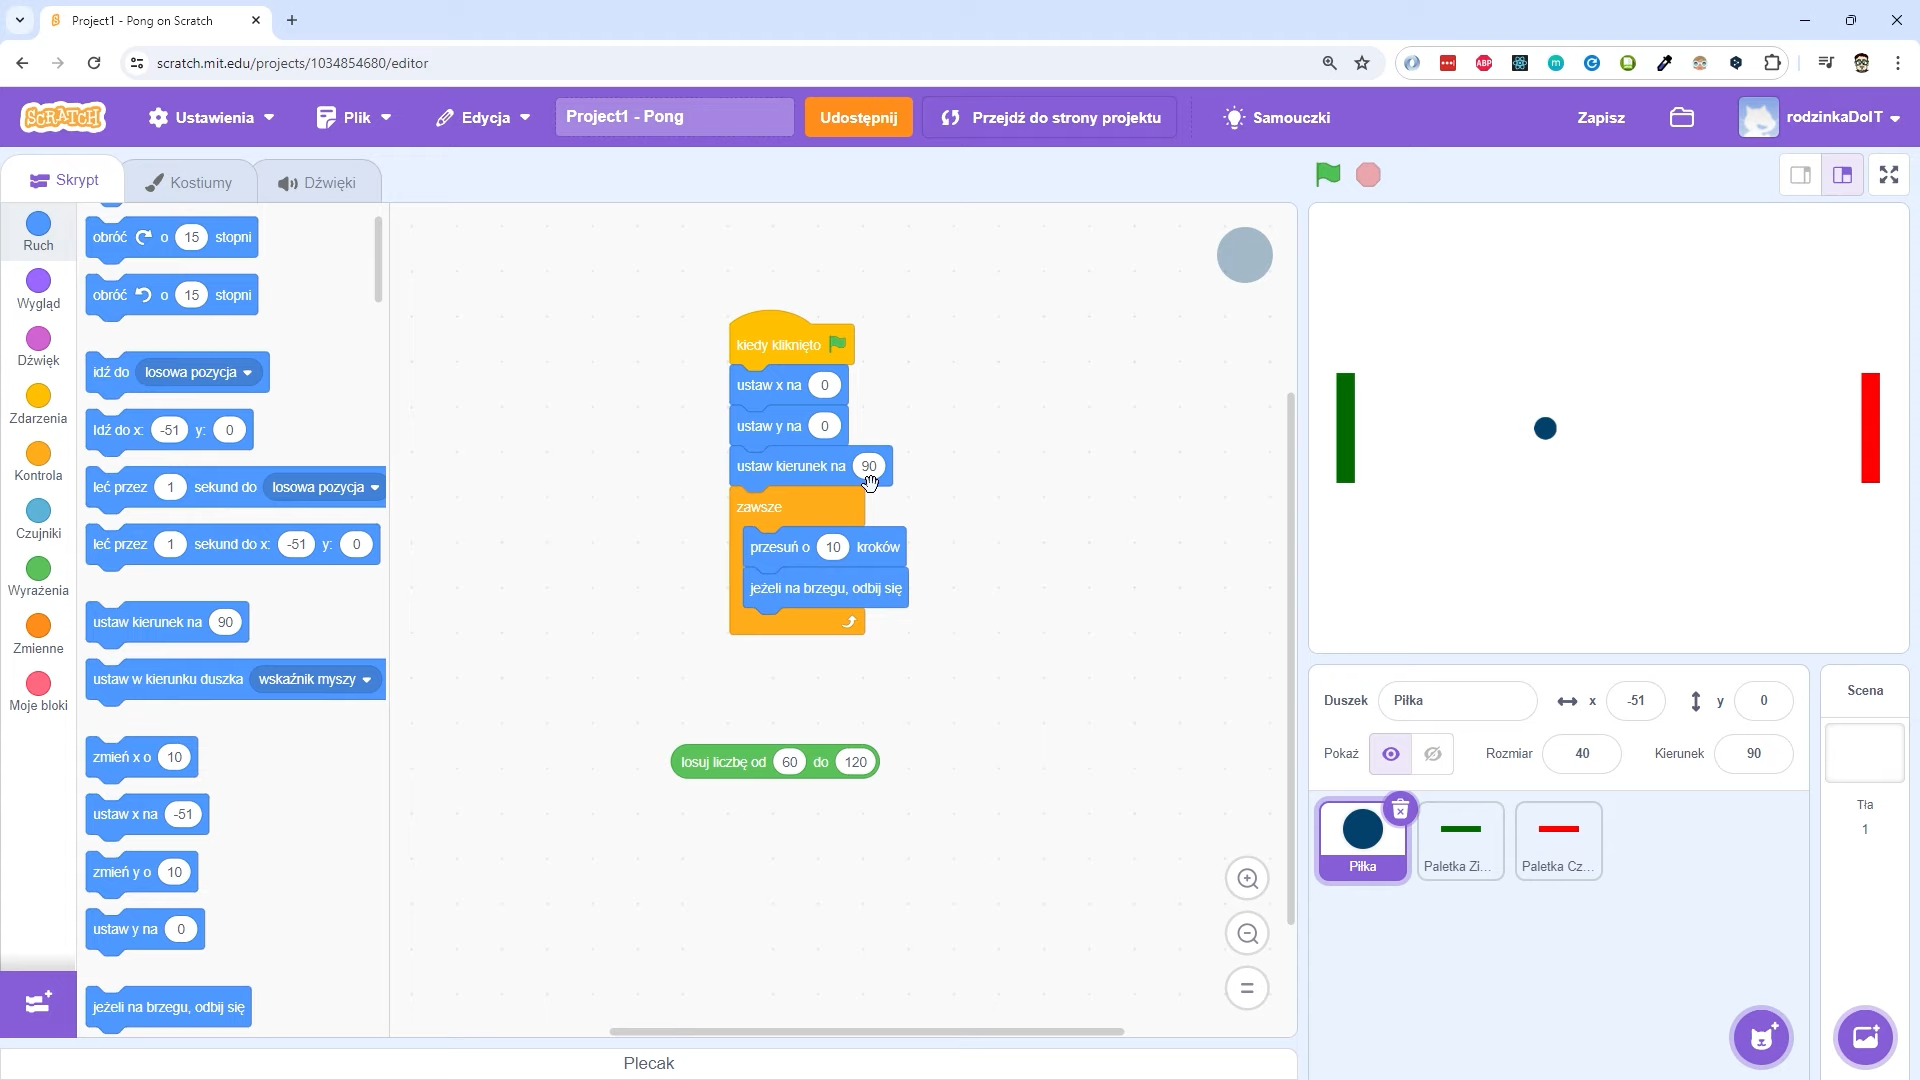 Project1 - Pong on Scratch
scratch.mit.edu/projects/1034854680/editor
ABP
SCRATCH
Ustawienia
Plik
Edycja
Project1 - Pong
Udostępnij
Przejdź do strony projektu
Samouczki
Zapisz
rodzinkaDoIT
Skrypt
Kostiumy
Dźwięki
Ruch
Wygląd
Dźwięk
Zdarzenia
Kontrola
Czujniki
Wyrażenia
Zmienne
Moje bloki
obróć o 15 stopni
obróć o 15 stopni
idź do losowa pozycja
Idź do x: -51 y: 0
leć przez 1 sekund do losowa pozycja
leć przez 1 sekund do x: -51 y: 0
ustaw kierunek na 90
ustaw w kierunku duszka wskaźnik myszy
zmień x o 10
ustaw x na -51
zmień y o 10
ustaw y na 0
jeżeli na brzegu, odbij się
kiedy kliknięto
ustaw x na 0
ustaw y na 0
ustaw kierunek na 90
zawsze
przesuń o 10 kroków
jeżeli na brzegu, odbij się
losuj liczbę od 60 do 120
Duszek Piłka x -51 y 0
Pokaż Rozmiar 40 Kierunek 90
Piłka
Paletka Zi...
Paletka Cz...
Scena
Tła
1
Plecak